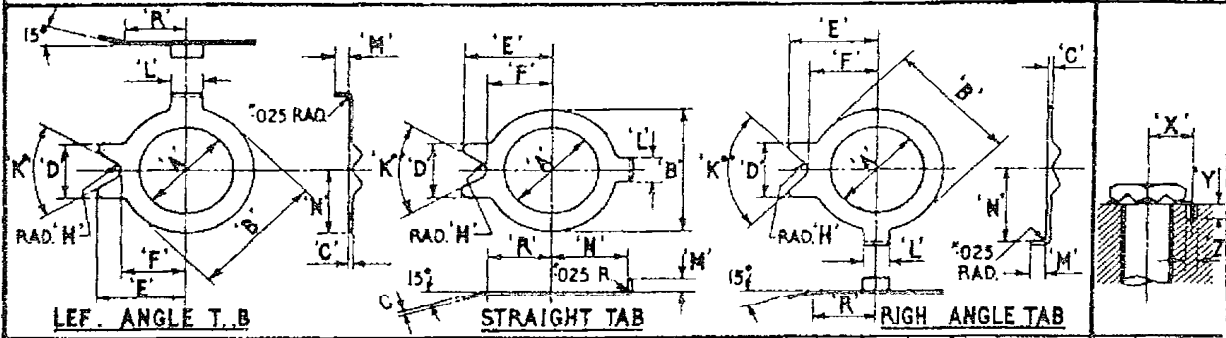 'R'
15°
'M'
'L'
"025 RAD.
'K°
'D'
'A'
'N'
RAD. 'H'
'B'
'F'
'C'
'E'
LEF. ANGLE T..B
'E'
'F'
'L'
'K°
'D'
'A'
'B'
RAD. 'H'
'R'
'N'
"025 R
'M'
15°
C
STRAIGHT TAB
'E'
'F'
'C'
'B'
'K°
'D'
'A'
'N'
RAD. 'H'
"025
RAD.
'L'
'M'
15°
'R'
RIGH ANGLE TAB
'X'
'Y'
'Z'